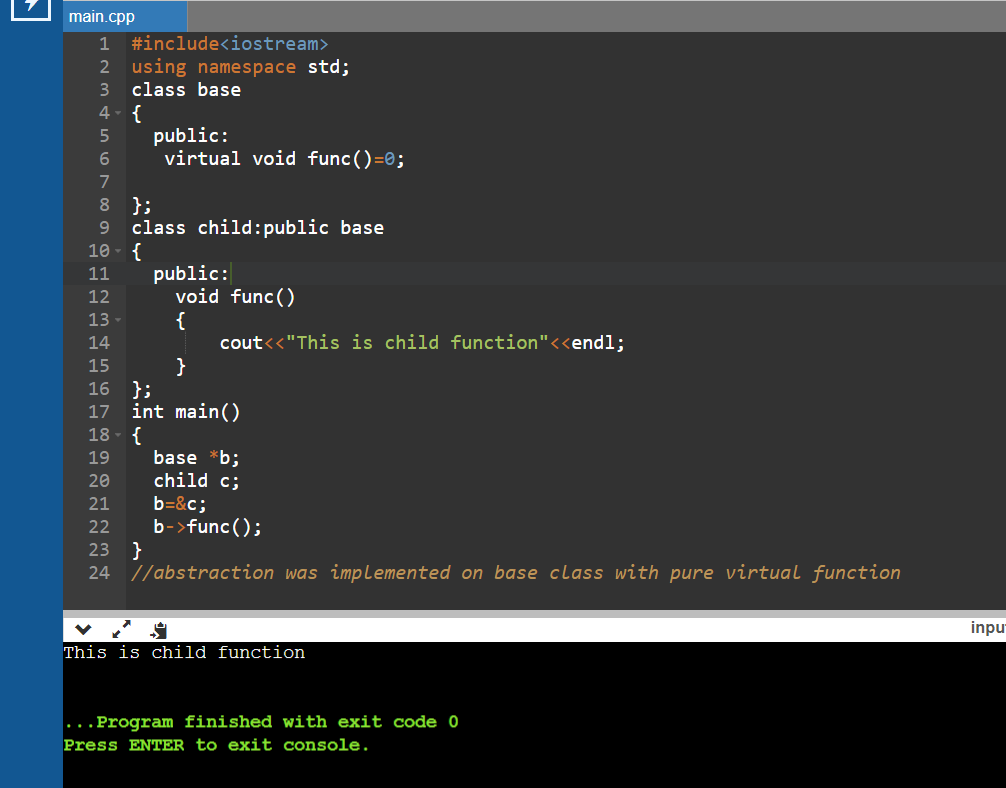 main.cpp
1 #include<iostream>
2 using namespace std;
3 class base
4 {
5   public:
6    virtual void func()=0;
7
8 };
9 class child:public base
10 {
11   public:
12     void func()
13     {
14         cout<<"This is child function"<<endl;
15     }
16 };
17 int main()
18 {
19   base *b;
20   child c;
21   b=&c;
22   b->func();
23 }
24 //abstraction was implemented on base class with pure virtual function
inpu
This is child function
...Program finished with exit code 0
Press ENTER to exit console.